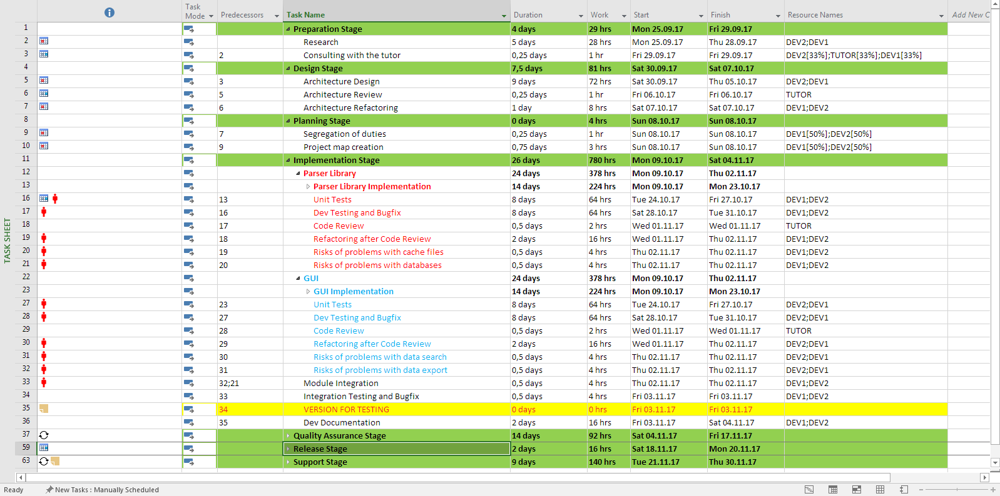 Task Mode Predecessors Task Name Duration Work Start Finish Resource Names Add New C
1 Preparation Stage 4 days 29 hrs Mon 25.09.17 Fri 29.09.17
2 Research 5 days 28 hrs Mon 25.09.17 Thu 28.09.17 DEV2;DEV1
3 2 Consulting with the tutor 0,25 days 1 hr Fri 29.09.17 Fri 29.09.17 DEV2[33%];TUTOR[33%];DEV1[33%]
4 Design Stage 7,5 days 81 hrs Sat 30.09.17 Sat 07.10.17
5 3 Architecture Design 9 days 72 hrs Sat 30.09.17 Thu 05.10.17 DEV2;DEV1
6 5 Architecture Review 0,25 days 1 hr Fri 06.10.17 Fri 06.10.17 TUTOR
7 6 Architecture Refactoring 1 day 8 hrs Sat 07.10.17 Sat 07.10.17 DEV1;DEV2
8 Planning Stage 0 days 4 hrs Sun 08.10.17 Sun 08.10.17
9 7 Segregation of duties 0,25 days 1 hr Sun 08.10.17 Sun 08.10.17 DEV1[50%];DEV2[50%]
10 9 Project map creation 0,75 days 3 hrs Sun 08.10.17 Sun 08.10.17 DEV1[50%];DEV2[50%]
11 Implementation Stage 26 days 780 hrs Mon 09.10.17 Sat 04.11.17
12 Parser Library 24 days 378 hrs Mon 09.10.17 Thu 02.11.17
13 Parser Library Implementation 14 days 224 hrs Mon 09.10.17 Mon 23.10.17
16 13 Unit Tests 8 days 64 hrs Tue 24.10.17 Fri 27.10.17 DEV1;DEV2
17 16 Dev Testing and Bugfix 8 days 64 hrs Sat 28.10.17 Tue 31.10.17 DEV1;DEV2
18 17 Code Review 0,5 days 2 hrs Wed 01.11.17 Wed 01.11.17 TUTOR
19 18 Refactoring after Code Review 2 days 16 hrs Wed 01.11.17 Thu 02.11.17 DEV1;DEV2
20 19 Risks of problems with cache files 0,5 days 4 hrs Thu 02.11.17 Thu 02.11.17 DEV1;DEV2
21 20 Risks of problems with databases 0,5 days 4 hrs Thu 02.11.17 Thu 02.11.17 DEV1;DEV2
22 GUI 24 days 378 hrs Mon 09.10.17 Thu 02.11.17
23 GUI Implementation 14 days 224 hrs Mon 09.10.17 Mon 23.10.17
27 23 Unit Tests 8 days 64 hrs Tue 24.10.17 Fri 27.10.17 DEV2;DEV1
28 27 Dev Testing and Bugfix 8 days 64 hrs Sat 28.10.17 Tue 31.10.17 DEV2;DEV1
29 28 Code Review 0,5 days 2 hrs Wed 01.11.17 Wed 01.11.17 TUTOR
30 29 Refactoring after Code Review 2 days 16 hrs Wed 01.11.17 Thu 02.11.17 DEV2;DEV1
31 30 Risks of problems with data search 0,5 days 4 hrs Thu 02.11.17 Thu 02.11.17 DEV2;DEV1
32 31 Risks of problems with data export 0,5 days 4 hrs Thu 02.11.17 Thu 02.11.17 DEV2;DEV1
33 32;21 Module Integration 0,5 days 4 hrs Thu 02.11.17 Thu 02.11.17 DEV1;DEV2
34 33 Integration Testing and Bugfix 0,5 days 4 hrs Fri 03.11.17 Fri 03.11.17 DEV1;DEV2
35 34 VERSION FOR TESTING 0 days 0 hrs Fri 03.11.17 Fri 03.11.17
36 35 Dev Documentation 2 days 16 hrs Fri 03.11.17 Sat 04.11.17 DEV1;DEV2
37 Quality Assurance Stage 14 days 92 hrs Sat 04.11.17 Fri 17.11.17
59 Release Stage 2 days 16 hrs Sat 18.11.17 Mon 20.11.17
63 Support Stage 9 days 140 hrs Tue 21.11.17 Thu 30.11.17
TASK SHEET
Ready New Tasks : Manually Scheduled